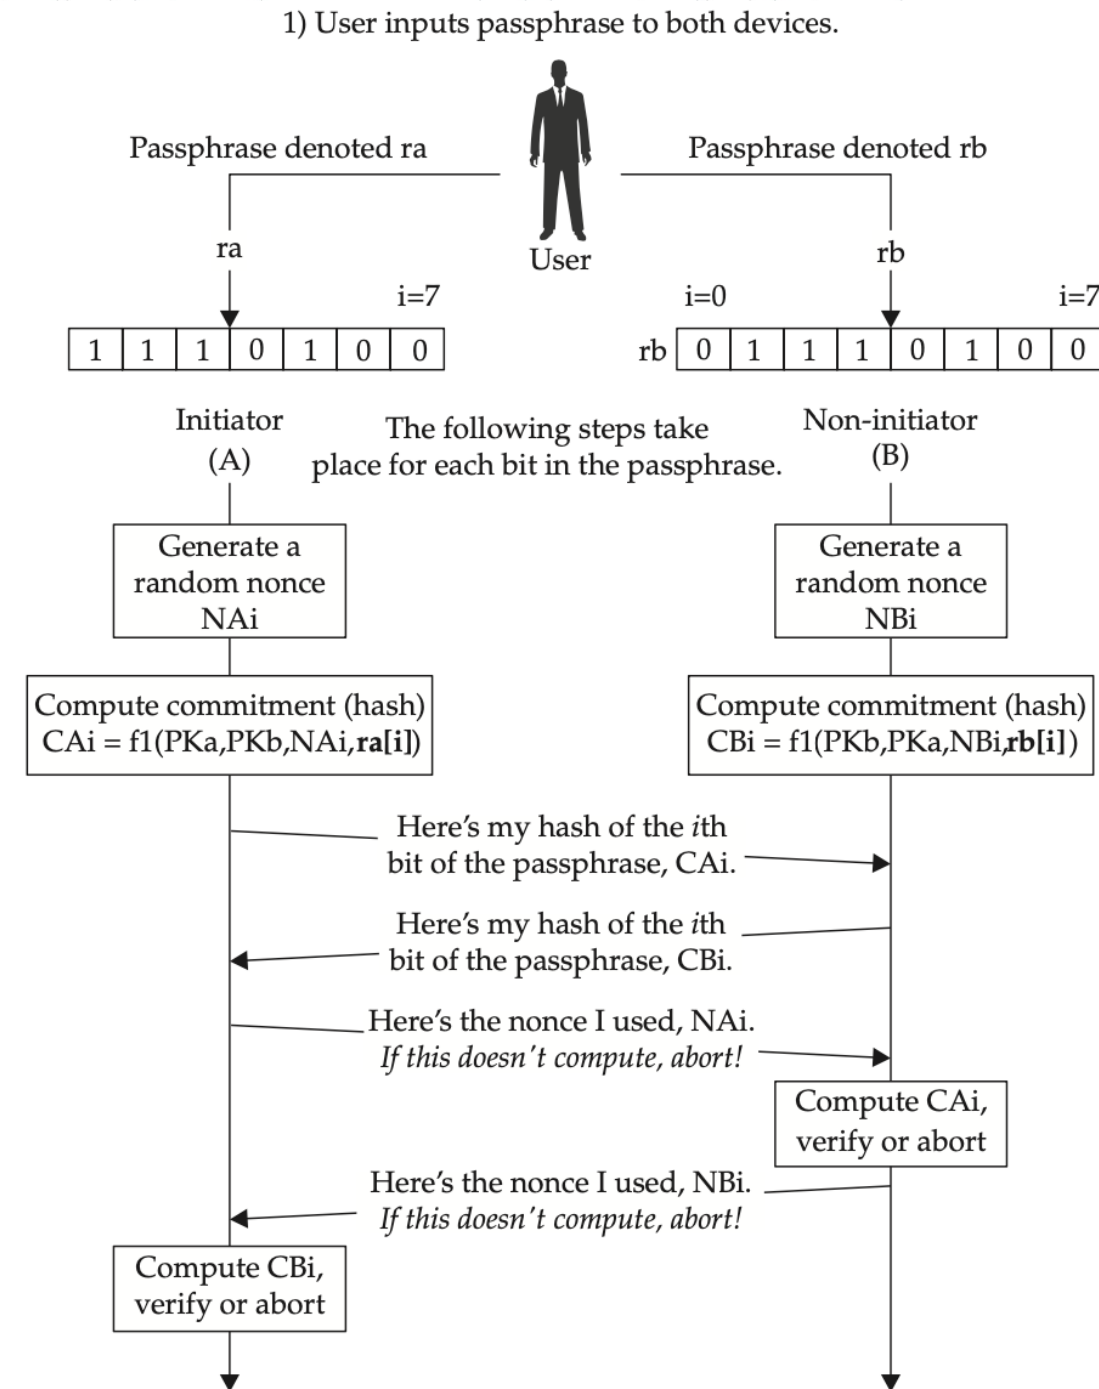 1) User inputs passphrase to both devices.
Passphrase denoted ra
Passphrase denoted rb
ra
User
rb
i=7
i=0
i=7
1 1 1 0 1 0 0
rb 0 1 1 1 0 1 0 0
Initiator
(A)
The following steps take
place for each bit in the passphrase.
Non-initiator
(B)
Generate a
random nonce
NAi
Generate a
random nonce
NBi
Compute commitment (hash)
CAi = f1(PKa,PKb,NAi,ra[i])
Compute commitment (hash)
CBi = f1(PKb,PKa,NBi,rb[i])
Here's my hash of the ith
bit of the passphrase, CAi.
Here's my hash of the ith
bit of the passphrase, CBi.
Here's the nonce I used, NAi.
If this doesn't compute, abort!
Compute CAi,
verify or abort
Here's the nonce I used, NBi.
If this doesn't compute, abort!
Compute CBi,
verify or abort